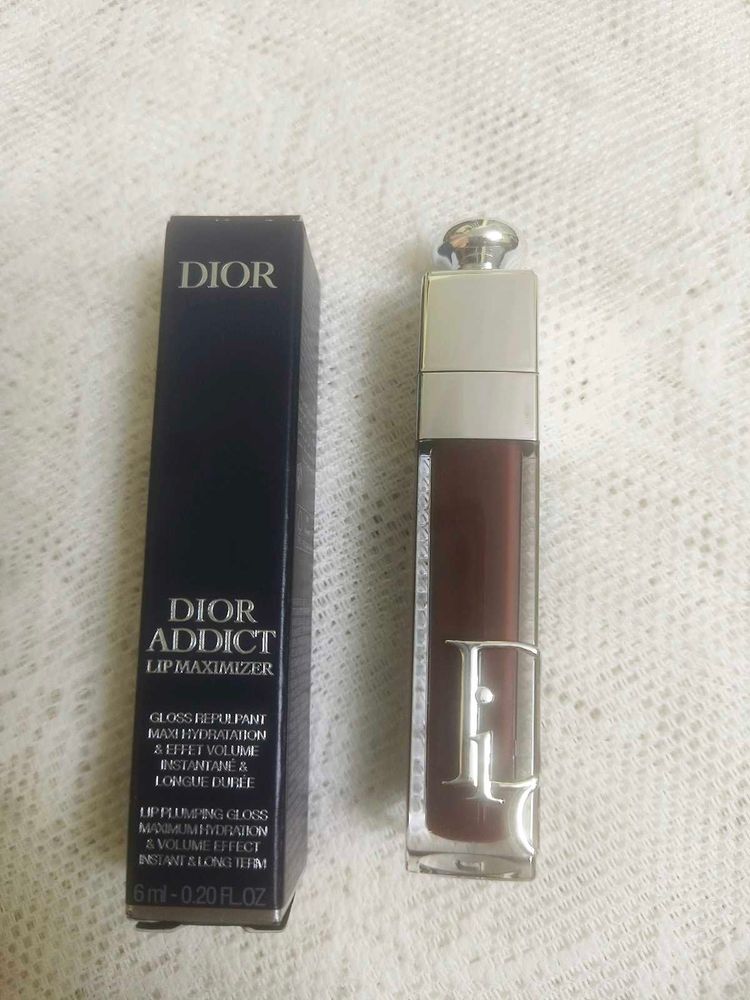 DIOR
DIOR
ADDICT
LIP MAXIMIZER
GLOSS REPULPANT
MAXI HYDRATATION
& EFFET VOLUME
INSTANTANÉ &
LONGUE DURÉE
LIP PLUMPING GLOSS
MAXIMUM HYDRATION
& VOLUME EFFECT
INSTANT & LONG TERM
6 ml - 0.20 FL.OZ